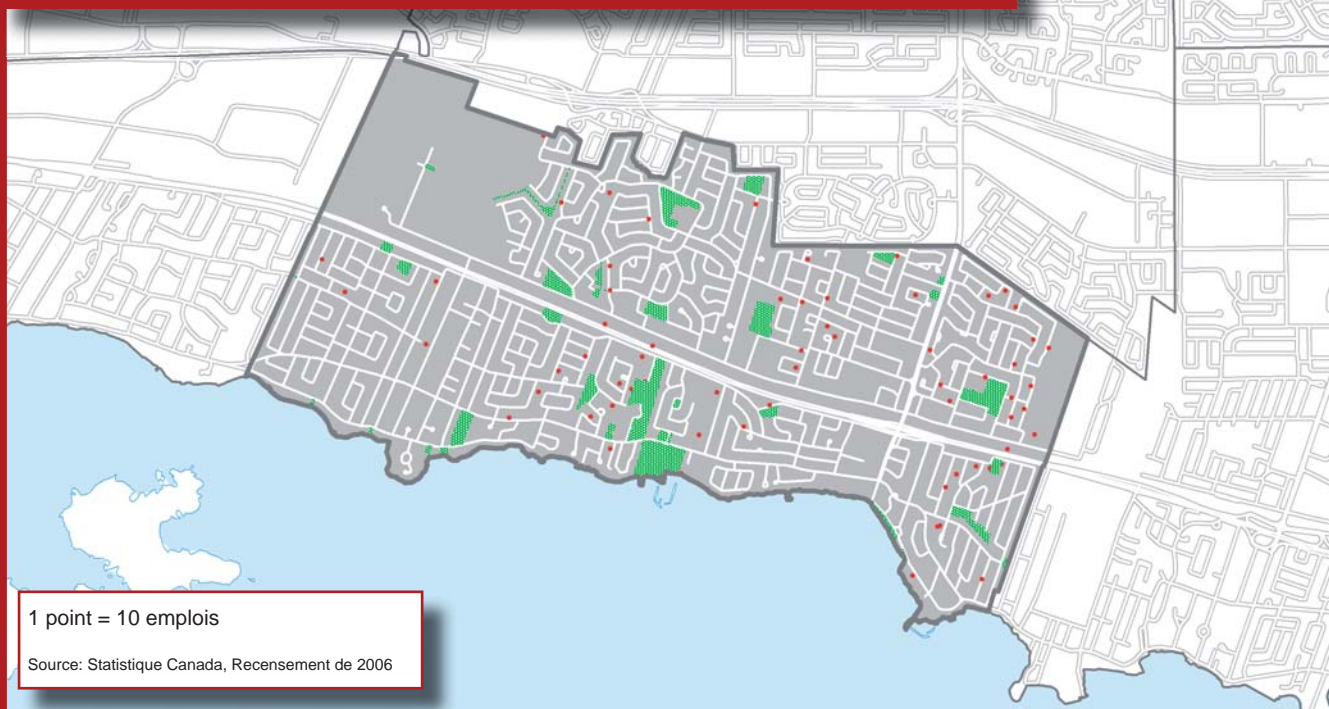 1 point = 10 emplois
Source: Statistique Canada, Recensement de 2006